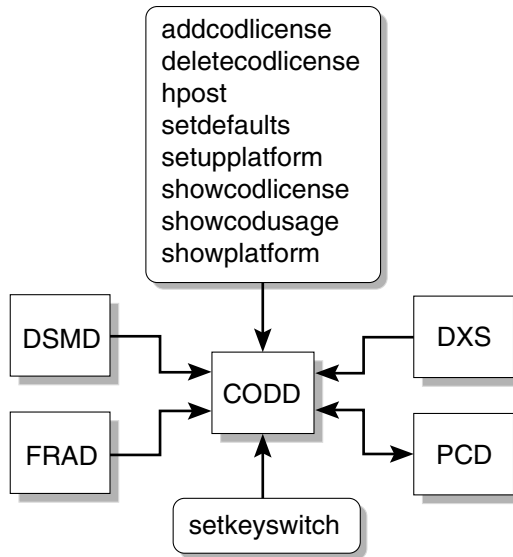 addcodlicense
deletecodlicense
hpost
setdefaults
setupplatform
showcodlicense
showcodusage
showplatform
DSMD
DXS
CODD
FRAD
PCD
setkeyswitch